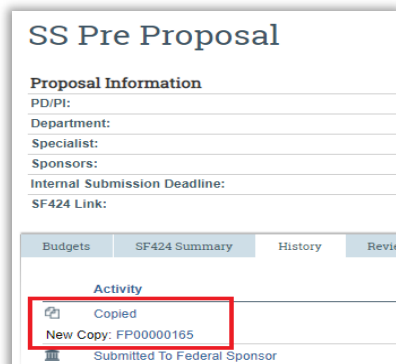 SS Pre Proposal
Proposal Information
PD/PI:
Department:
Specialist:
Sponsors:
Internal Submission Deadline:
SF424 Link:
Budgets SF424 Summary History
Activity
Copied
New Copy: FP00000165
Submitted To Federal Sponsor